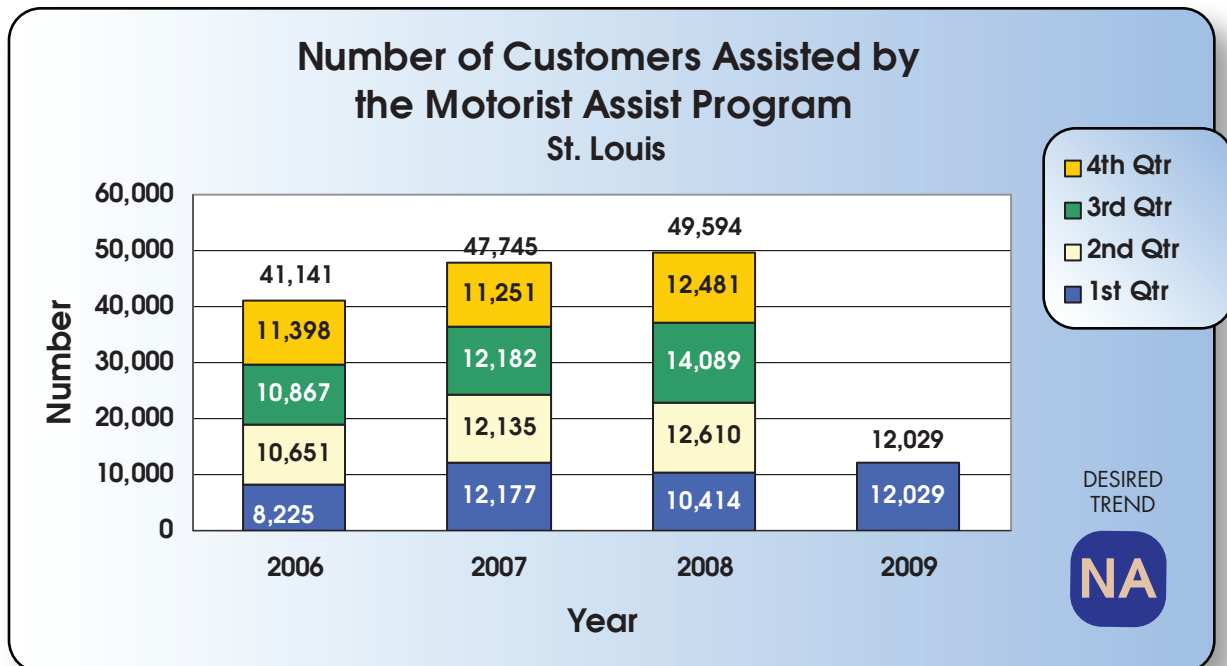 Number of Customers Assisted by
the Motorist Assist Program
St. Louis
4th Qtr
3rd Qtr
2nd Qtr
1st Qtr
Number
60,000
50,000
40,000
30,000
20,000
10,000
0
41,141
11,398
10,867
10,651
8,225
47,745
11,251
12,182
12,135
12,177
49,594
12,481
14,089
12,610
10,414
12,029
12,029
2006
2007
2008
2009
Year
DESIRED
TREND
NA